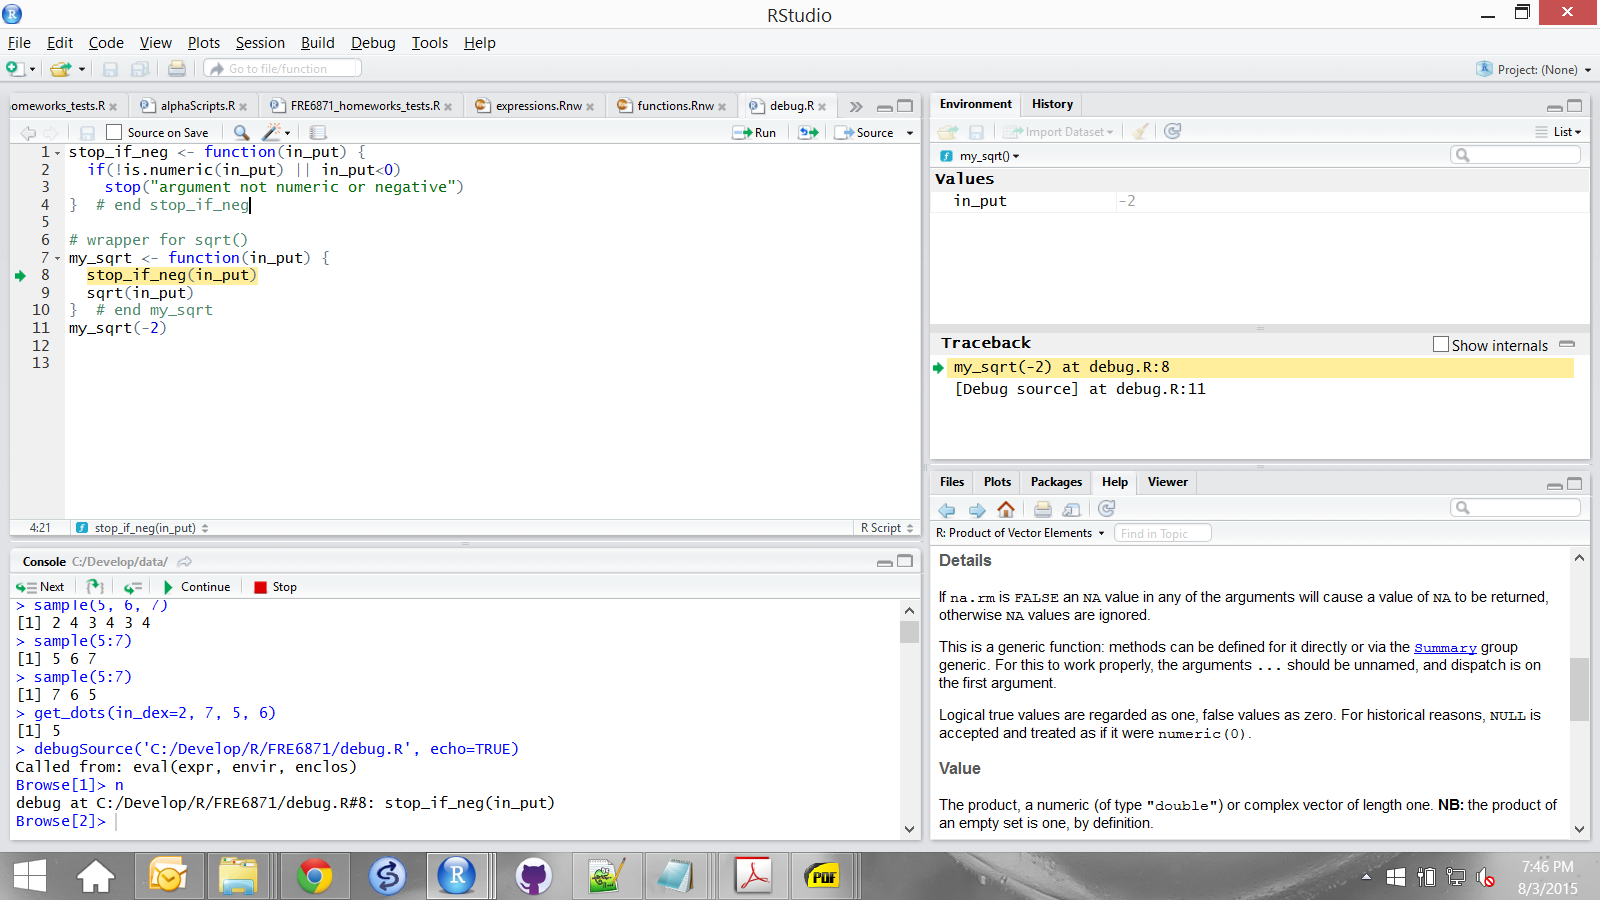 RStudio
File Edit Code View Plots Session Build Debug Tools Help
Go to file/function
Project: (None)
omeworks_tests.R alphaScripts.R FRE6871_homeworks_tests.R expressions.Rnw functions.Rnw debug.R
Source on Save Run Source
1 stop_if_neg <- function(in_put) {
2 if(!is.numeric(in_put) || in_put<0)
3 stop("argument not numeric or negative")
4 } # end stop_if_neg
5
6 # wrapper for sqrt()
7 my_sqrt <- function(in_put) {
8 stop_if_neg(in_put)
9 sqrt(in_put)
10 } # end my_sqrt
11 my_sqrt(-2)
12
13
4:21 stop_if_neg(in_put) R Script
Console C:/Develop/data/
Next Continue Stop
> sample(5, 6, 7)
[1] 2 4 3 4 3 4
> sample(5:7)
[1] 5 6 7
> sample(5:7)
[1] 7 6 5
> get_dots(in_dex=2, 7, 5, 6)
[1] 5
> debugSource('C:/Develop/R/FRE6871/debug.R', echo=TRUE)
Called from: eval(expr, envir, enclos)
Browse[1]> n
debug at C:/Develop/R/FRE6871/debug.R#8: stop_if_neg(in_put)
Browse[2]>
Environment History
Import Dataset List
my_sqrt()
Values
in_put -2
Traceback Show internals
my_sqrt(-2) at debug.R:8
[Debug source] at debug.R:11
Files Plots Packages Help Viewer
R: Product of Vector Elements Find in Topic
Details
If na.rm is FALSE an NA value in any of the arguments will cause a value of NA to be returned,
otherwise NA values are ignored.
This is a generic function: methods can be defined for it directly or via the Summary group
generic. For this to work properly, the arguments ... should be unnamed, and dispatch is on
the first argument.
Logical true values are regarded as one, false values as zero. For historical reasons, NULL is
accepted and treated as if it were numeric(0).
Value
The product, a numeric (of type "double") or complex vector of length one. NB: the product of
an empty set is one, by definition.
PDF
7:46 PM
8/3/2015